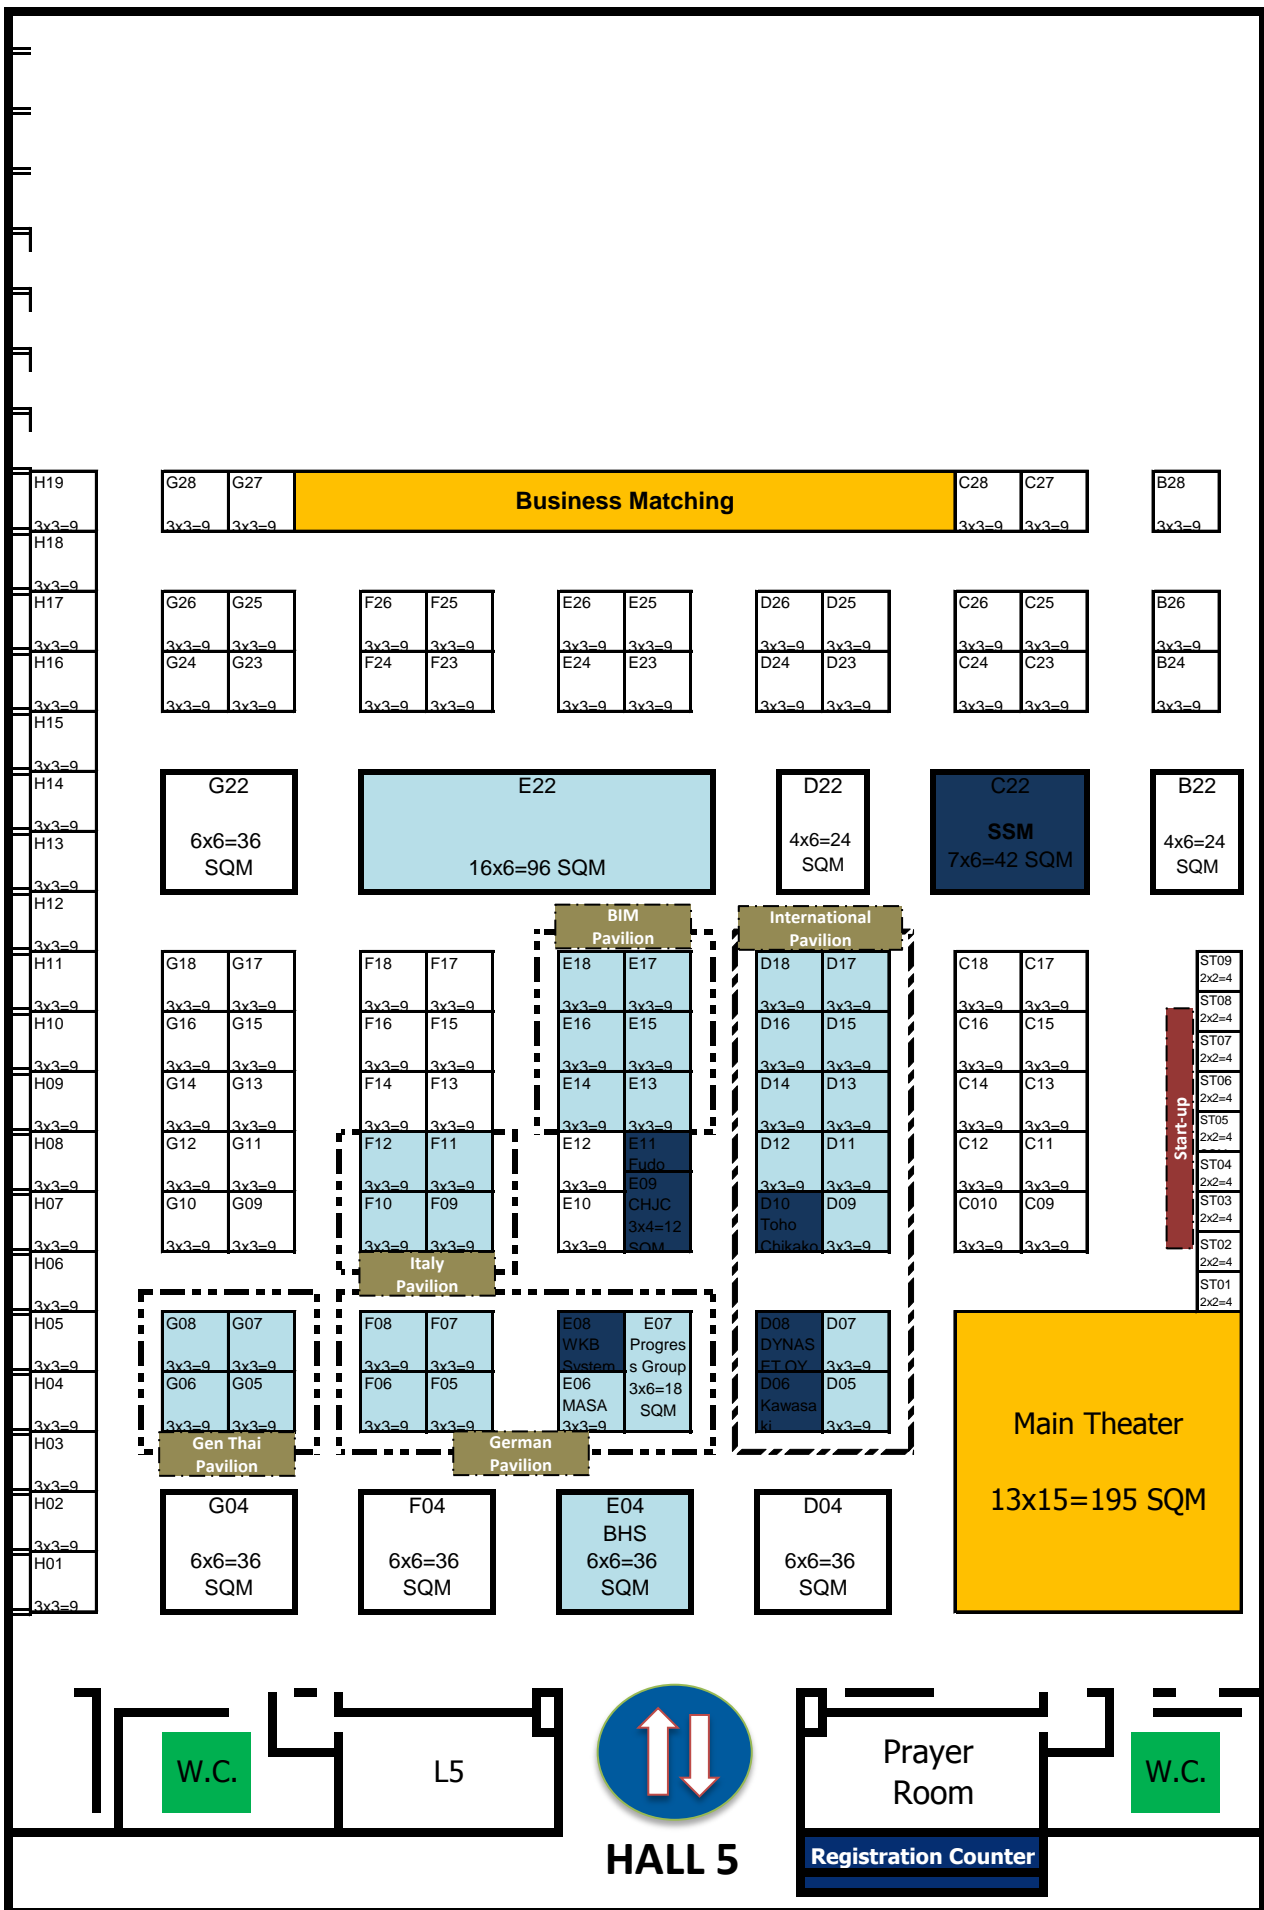 H19
3x3=9
H18
3x3=9
H17
3x3=9
H16
3x3=9
H15
3x3=9
H14
3x3=9
H13
3x3=9
H12
3x3=9
H11
3x3=9
H10
3x3=9
H09
3x3=9
H08
3x3=9
H07
3x3=9
H06
3x3=9
H05
3x3=9
H04
3x3=9
H03
3x3=9
H02
3x3=9
H01
3x3=9
G28 G27
3x3=9 3x3=9
Business Matching
C28 C27
3x3=9 3x3=9
B28
3x3=9
G26 G25
3x3=9 3x3=9
G24 G23
3x3=9 3x3=9
F26 F25
3x3=9 3x3=9
F24 F23
3x3=9 3x3=9
E26 E25
3x3=9 3x3=9
E24 E23
3x3=9 3x3=9
D26 D25
3x3=9 3x3=9
D24 D23
3x3=9 3x3=9
C26 C25
3x3=9 3x3=9
C24 C23
3x3=9 3x3=9
B26
3x3=9
B24
3x3=9
G22
6x6=36
SQM
E22
16x6=96 SQM
D22
4x6=24
SQM
C22
SSM
7x6=42 SQM
B22
4x6=24
SQM
BIM
Pavilion
International
Pavilion
G18 G17
3x3=9 3x3=9
G16 G15
3x3=9 3x3=9
G14 G13
3x3=9 3x3=9
G12 G11
3x3=9 3x3=9
G10 G09
3x3=9 3x3=9
F18 F17
3x3=9 3x3=9
F16 F15
3x3=9 3x3=9
F14 F13
3x3=9 3x3=9
F12 F11
3x3=9 3x3=9
F10 F09
3x3=9 3x3=9
Italy
Pavilion
E18 E17
3x3=9 3x3=9
E16 E15
3x3=9 3x3=9
E14 E13
3x3=9 3x3=9
E12
3x3=9
E10
3x3=9
E11
Fudo
E09
CHJC
3x4=12
SQM
D18 D17
3x3=9 3x3=9
D16 D15
3x3=9 3x3=9
D14 D13
3x3=9 3x3=9
D12 D11
3x3=9 3x3=9
D10
Toho
Chikako
D09
3x3=9
C18 C17
3x3=9 3x3=9
C16 C15
3x3=9 3x3=9
C14 C13
3x3=9 3x3=9
C12 C11
3x3=9 3x3=9
C010 C09
3x3=9 3x3=9
Start-up
ST09
2x2=4
ST08
2x2=4
ST07
2x2=4
ST06
2x2=4
ST05
2x2=4
ST04
2x2=4
ST03
2x2=4
ST02
2x2=4
ST01
2x2=4
G08 G07
3x3=9 3x3=9
G06 G05
3x3=9 3x3=9
Gen Thai
Pavilion
F08 F07
3x3=9 3x3=9
F06 F05
3x3=9 3x3=9
E08
WKB
System
E06
MASA
3x3=9
E07
Progres
s Group
3x6=18
SQM
German
Pavilion
D08
DYNAS
ET OY
D07
3x3=9
D06
Kawasa
ki
D05
3x3=9
Main Theater
13x15=195 SQM
G04
6x6=36
SQM
F04
6x6=36
SQM
E04
BHS
6x6=36
SQM
D04
6x6=36
SQM
W.C.
L5
Prayer
Room
W.C.
HALL 5
Registration Counter